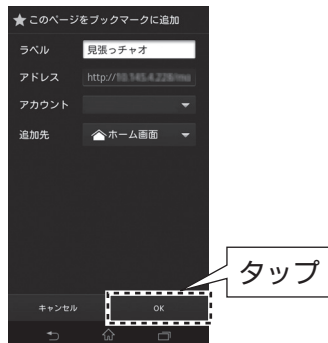 ★このページをブックマークに追加
ラベル 見張っチャオ
アドレス http://
アカウント
追加先 ホーム画面
キャンセル OK
タップ